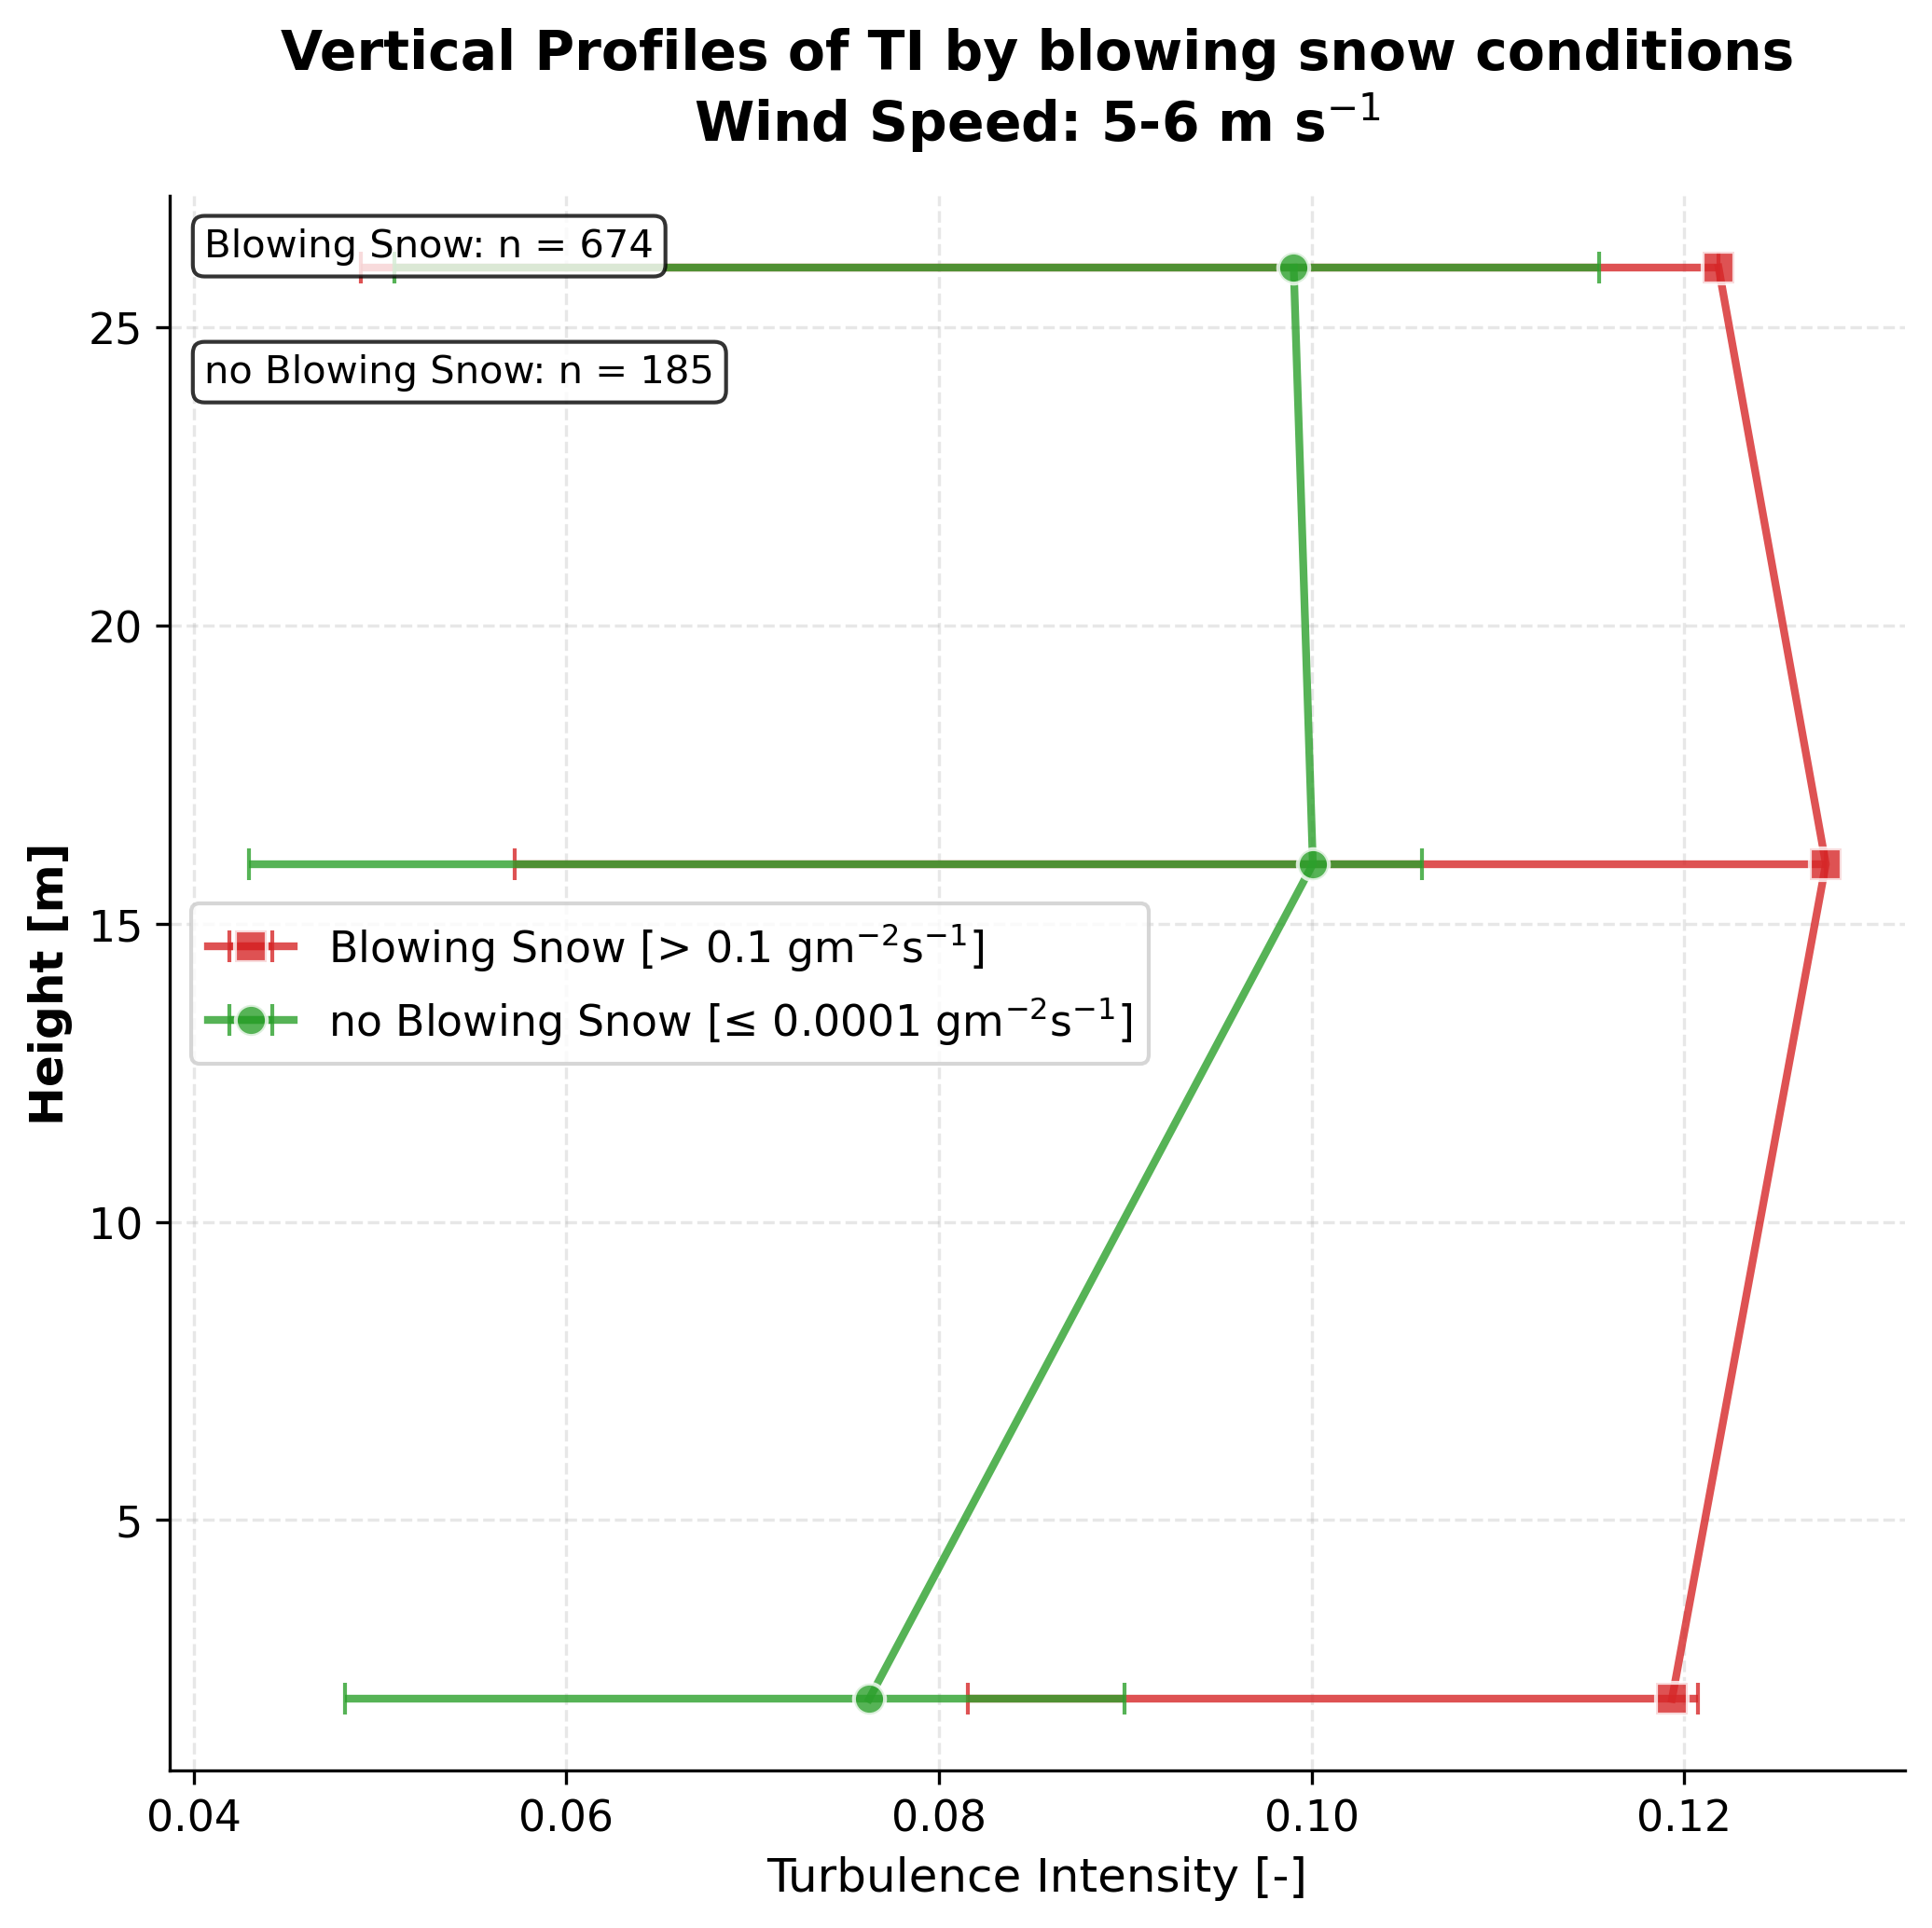 Vertical Profiles of TI by blowing snow conditions
Wind Speed: 5-6 m s⁻¹
Blowing Snow: n = 674
no Blowing Snow: n = 185
Blowing Snow [> 0.1 gm⁻²s⁻¹]
no Blowing Snow [≤ 0.0001 gm⁻²s⁻¹]
Height [m]
25
20
15
10
5
0.04 0.06 0.08 0.10 0.12
Turbulence Intensity [-]